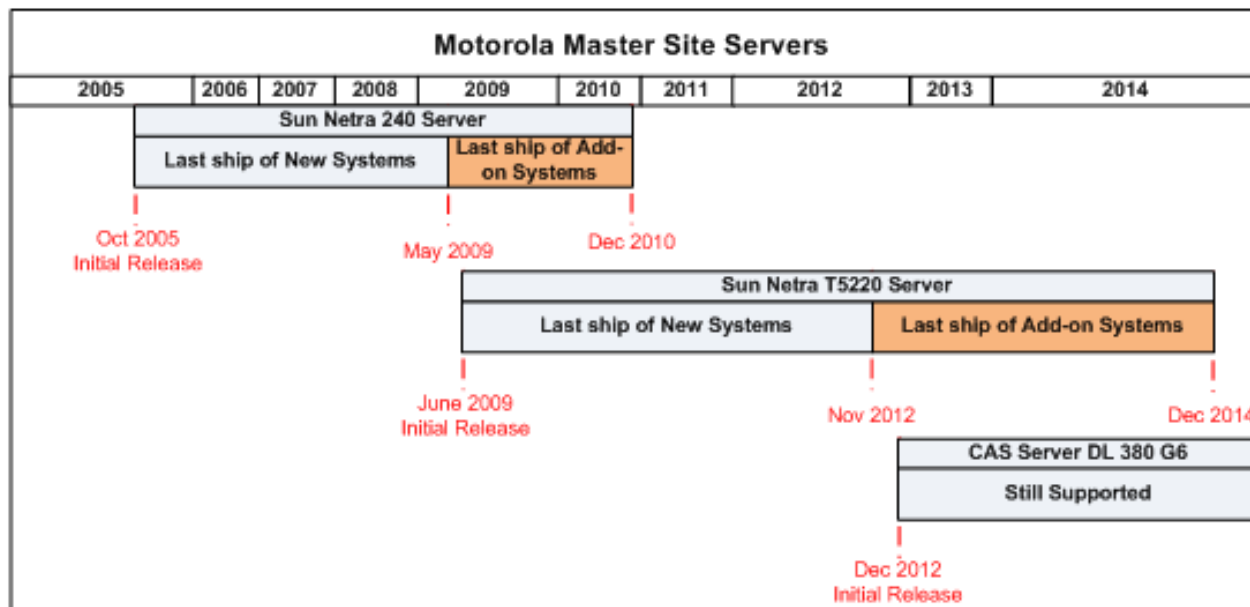 Motorola Master Site Servers
2005 2006 2007 2008 2009 2010 2011 2012 2013 2014
Sun Netra 240 Server
Last ship of New Systems
Last ship of Add-
on Systems
Oct 2005
Initial Release
May 2009
Dec 2010
Sun Netra T5220 Server
Last ship of New Systems
Last ship of Add-on Systems
June 2009
Initial Release
Nov 2012
Dec 2014
CAS Server DL 380 G6
Still Supported
Dec 2012
Initial Release